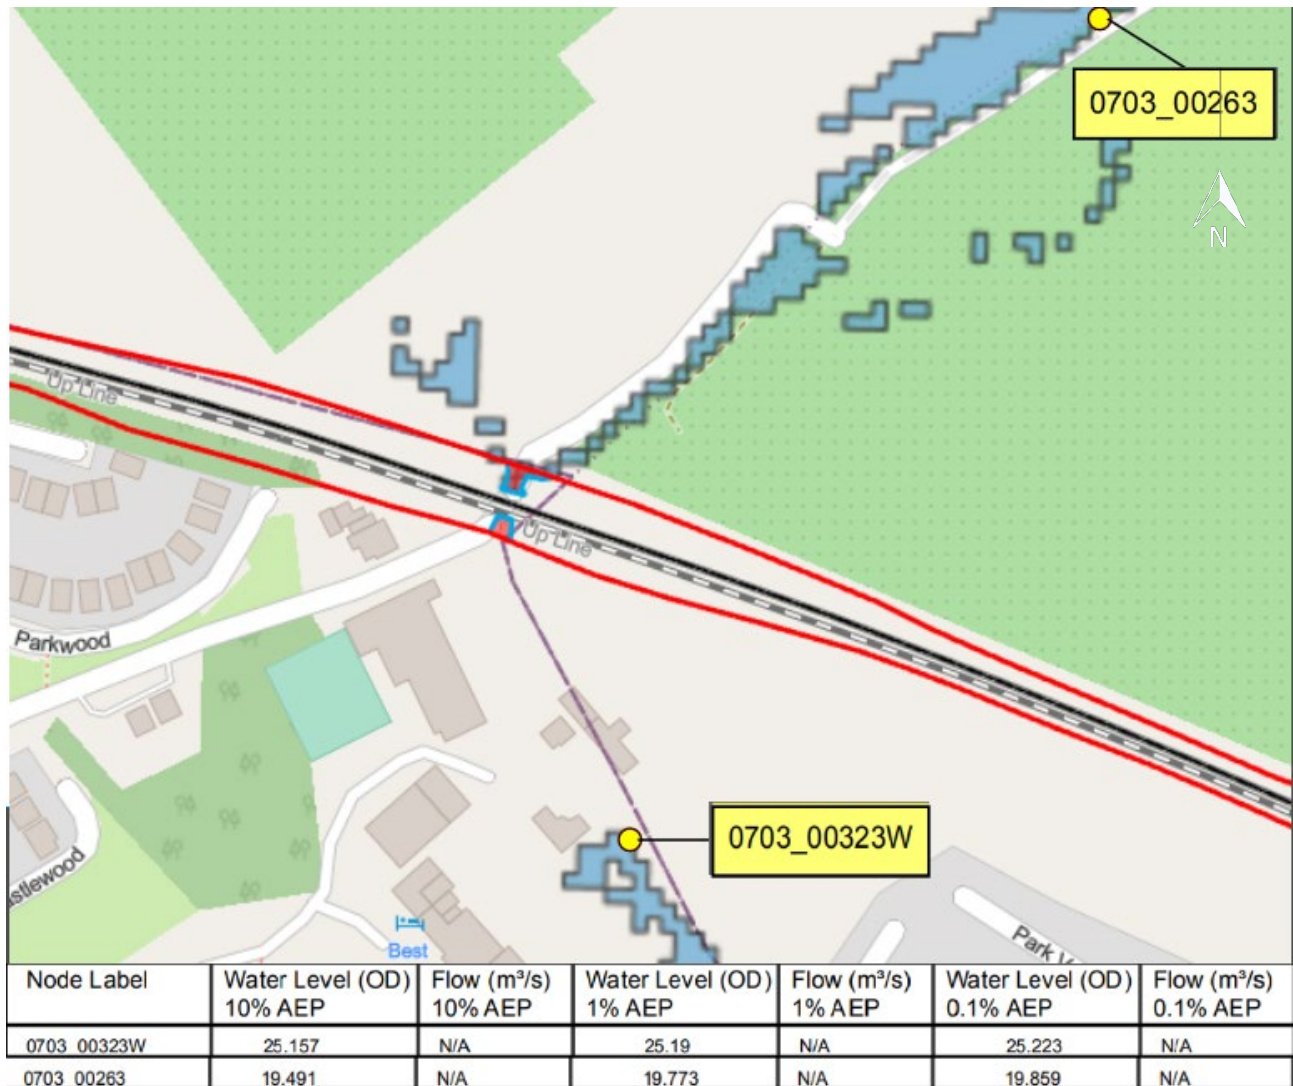 0703_00263
N
Up Line
Up Line
Parkwood
0703_00323W
stlewood
Best
Park V
Node Label Water Level (OD) 10% AEP Flow (m³/s) 10% AEP Water Level (OD) 1% AEP Flow (m³/s) 1% AEP Water Level (OD) 0.1% AEP Flow (m³/s) 0.1% AEP
0703_00323W 25.157 N/A 25.19 N/A 25.223 N/A
0703_00263 19.491 N/A 19.773 N/A 19.859 N/A